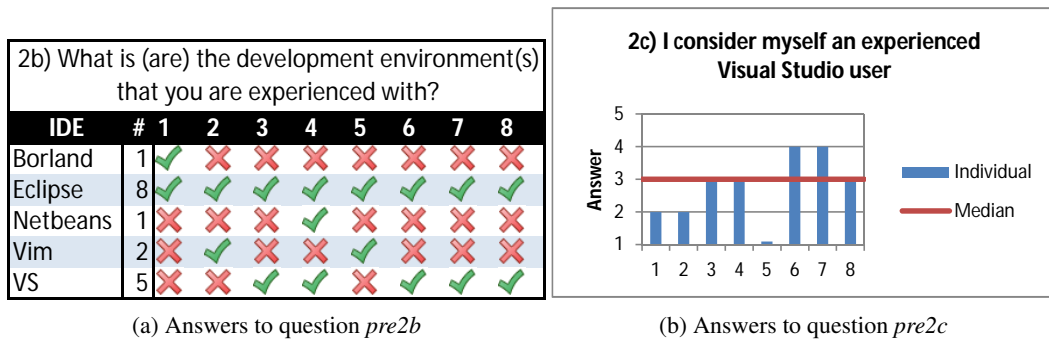 2b) What is (are) the development environment(s)
that you are experienced with?
IDE # 1 2 3 4 5 6 7 8
Borland 1
Eclipse 8
Netbeans 1
Vim 2
VS 5
(a) Answers to question pre2b
2c) I consider myself an experienced
Visual Studio user
Answer
5
4
3
2
1
1 2 3 4 5 6 7 8
Individual
Median
(b) Answers to question pre2c